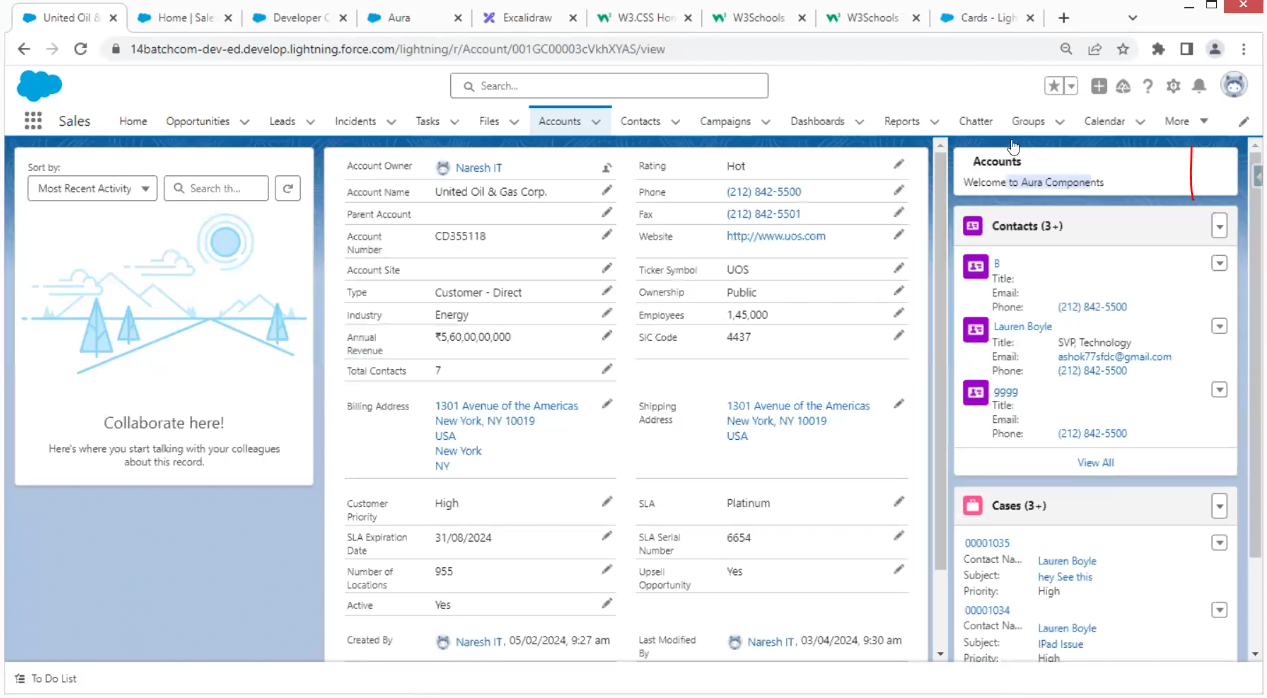 United Oil &
Home | Sale
Developer C
Aura
Excalidraw
W3.CSS Hor
W3Schools
W3Schools
Cards - Ligh
14batchcom-dev-ed.develop.lightning.force.com/lightning/r/Account/001GC00003cVkhXYAS/view
Search...
Sales
Home
Opportunities
Leads
Incidents
Tasks
Files
Accounts
Contacts
Campaigns
Dashboards
Reports
Chatter
Groups
Calendar
More
Sort by:
Most Recent Activity
Search th...
Collaborate here!
Here's where you start talking with your colleagues
about this record.
Account Owner Naresh IT
Rating Hot
Account Name United Oil & Gas Corp.
Phone (212) 842-5500
Parent Account
Fax (212) 842-5501
Account
Number
CD355118
Website http://www.uos.com
Account Site
Ticker Symbol UOS
Type Customer - Direct
Ownership Public
Industry Energy
Employees 1,45,000
Annual
Revenue
₹5,60,00,00,000
SIC Code 4437
Total Contacts 7
Billing Address
1301 Avenue of the Americas
New York, NY 10019
USA
New York
NY
Shipping
Address
1301 Avenue of the Americas
New York, NY 10019
USA
Customer
Priority
High
SLA Platinum
SLA Expiration
Date
31/08/2024
SLA Serial
Number
6654
Number of
Locations
955
Upsell
Opportunity
Yes
Active Yes
Created By Naresh IT, 05/02/2024, 9:27 am
Last Modified
By
Naresh IT, 03/04/2024, 9:30 am
Accounts
Welcome to Aura Components
Contacts (3+)
B
Title:
Email:
Phone: (212) 842-5500
Lauren Boyle
Title: SVP, Technology
Email: ashok77sfdc@gmail.com
Phone: (212) 842-5500
9999
Title:
Email:
Phone: (212) 842-5500
View All
Cases (3+)
00001035
Contact Na... Lauren Boyle
Subject: hey See this
Priority: High
00001034
Contact Na... Lauren Boyle
Subject: IPad Issue
Priority: High
To Do List